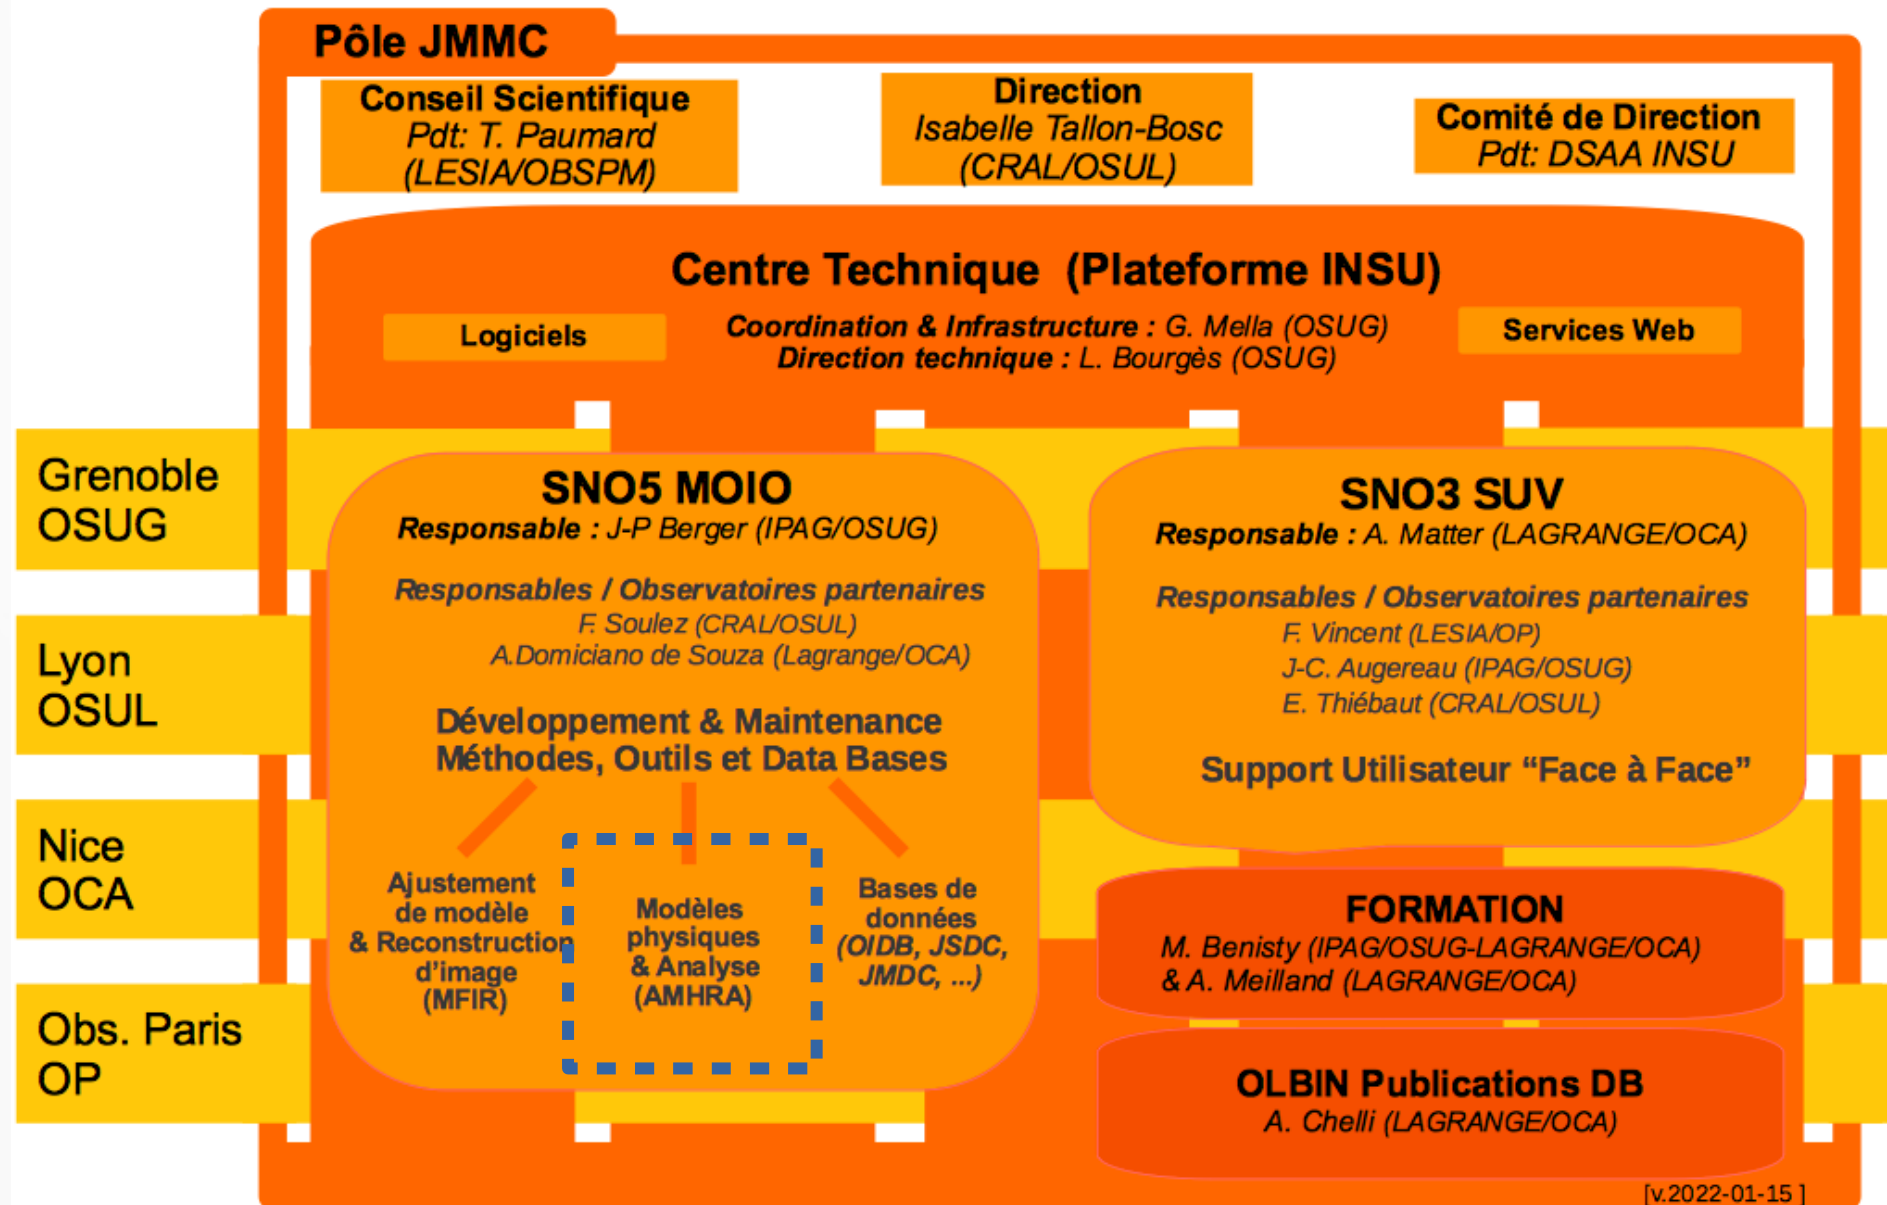 Pôle JMMC
Conseil Scientifique
Pdt: T. Paumard
(LESIA/OBSPM)
Direction
Isabelle Tallon-Bosc
(CRAL/OSUL)
Comité de Direction
Pdt: DSAA INSU
Centre Technique (Plateforme INSU)
Logiciels
Coordination & Infrastructure : G. Mella (OSUG)
Direction technique : L. Bourgès (OSUG)
Services Web
Grenoble
OSUG
Lyon
OSUL
Nice
OCA
Obs. Paris
OP
SNO5 MOIO
Responsable : J-P Berger (IPAG/OSUG)
Responsables / Observatoires partenaires
F. Soulez (CRAL/OSUL)
A.Domiciano de Souza (Lagrange/OCA)
Développement & Maintenance
Méthodes, Outils et Data Bases
Ajustement
de modèle
& Reconstruction
d'image
(MFIR)
Modèles
physiques
& Analyse
(AMHRA)
Bases de
données
(OIDB, JSDC,
JMDC, ...)
SNO3 SUV
Responsable : A. Matter (LAGRANGE/OCA)
Responsables / Observatoires partenaires
F. Vincent (LESIA/OP)
J-C. Augereau (IPAG/OSUG)
E. Thiébaut (CRAL/OSUL)
Support Utilisateur “Face à Face”
FORMATION
M. Benisty (IPAG/OSUG-LAGRANGE/OCA)
& A. Meilland (LAGRANGE/OCA)
OLBIN Publications DB
A. Chelli (LAGRANGE/OCA)
[v.2022-01-15 ]